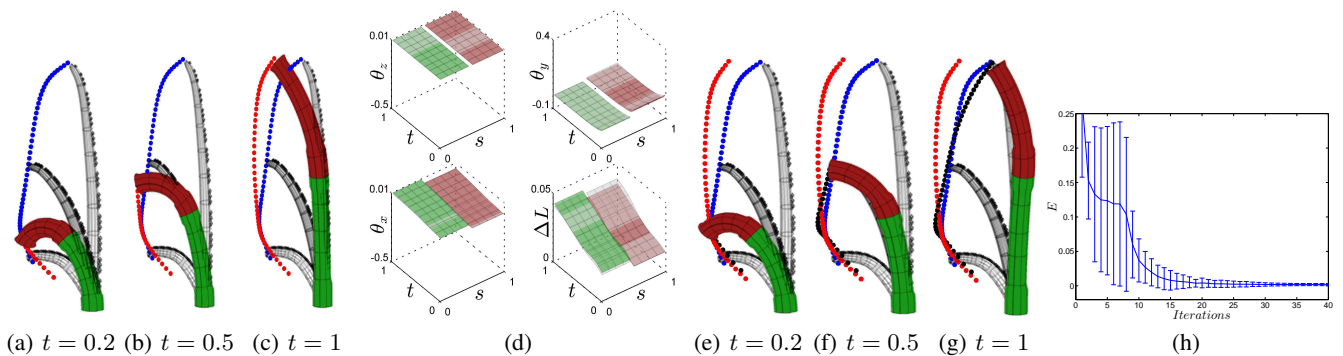 0.01
θz
-0.5
1
t
0 0
s
1
0.4
θy
-0.1
1
t
0 0
s
1
0.01
θx
-0.5
1
t
0 0
s
1
0.05
ΔL
0
1
t
0 0
s
1
0.25
0.2
0.15
0.1
0.05
0
E
0 5 10 15 20 25 30 35 40
Iterations
(a) t = 0.2 (b) t = 0.5 (c) t = 1 (d) (e) t = 0.2 (f) t = 0.5 (g) t = 1 (h)